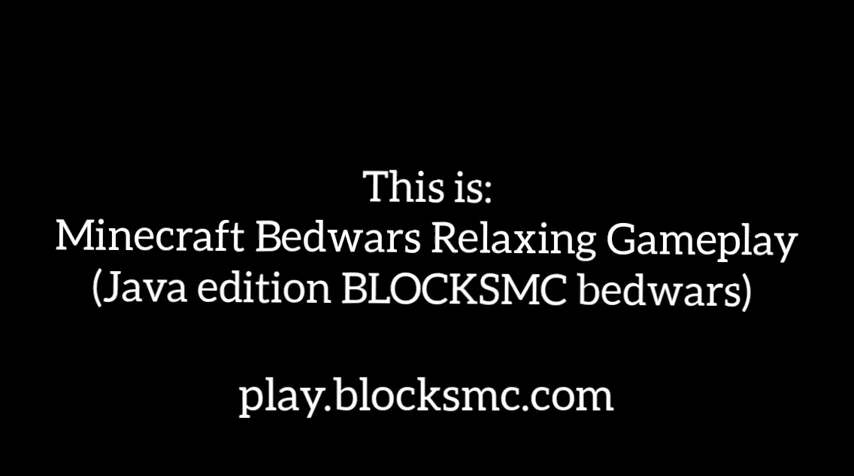 This is:
Minecraft Bedwars Relaxing Gameplay
(Java edition BLOCKSMC bedwars)
play.blocksmc.com